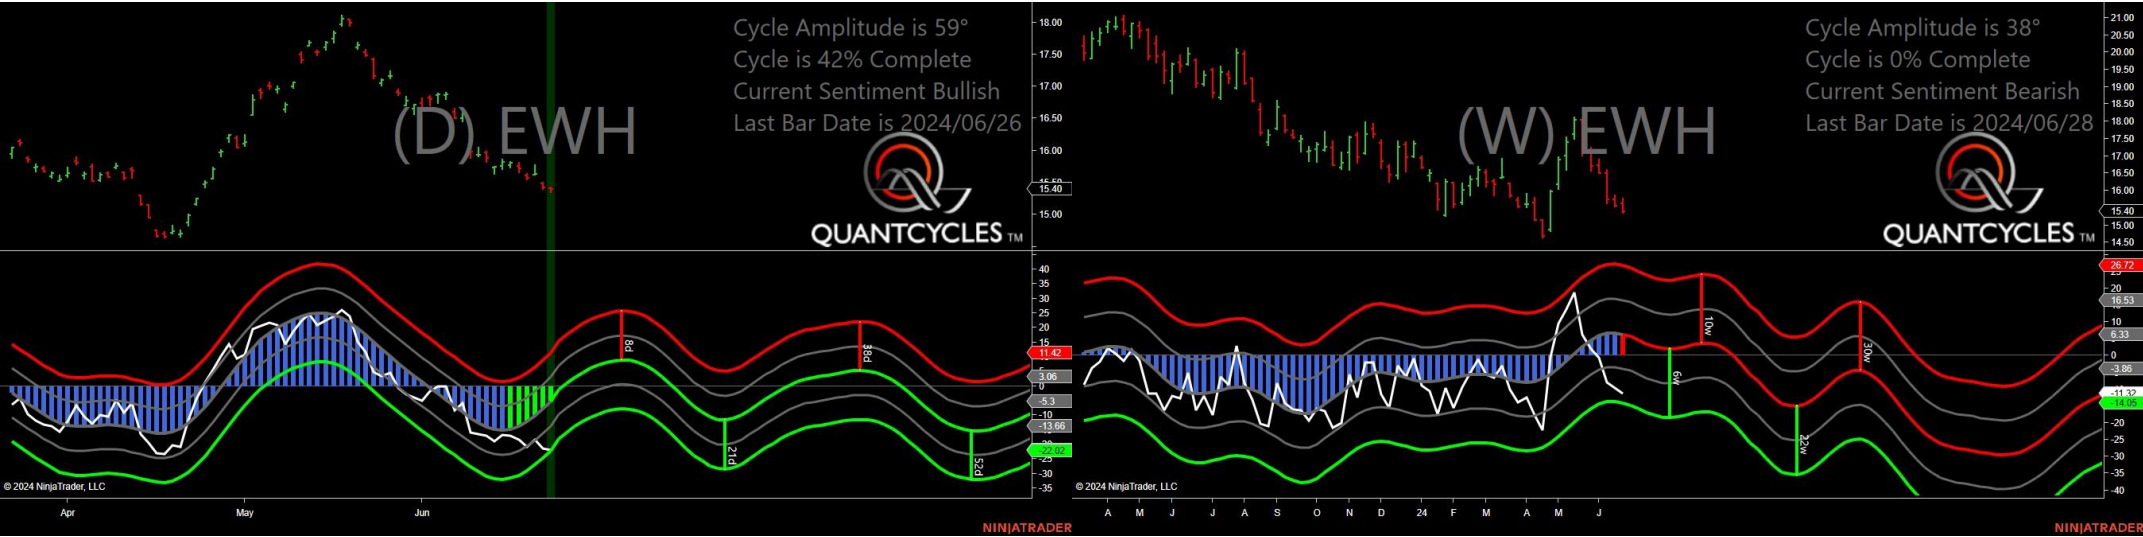 Cycle Amplitude is 59°
Cycle is 42% Complete
Current Sentiment Bullish
Last Bar Date is 2024/06/26
(D) EWH
QUANTCYCLES TM
18.00
17.50
17.00
16.50
16.00
15.40
15.00
40
35
30
25
20
15
11.42
3.06
0
-5.3
-10
-13.66
-22.02
-25
-30
-35
8d
21d
38d
52d
© 2024 NinjaTrader, LLC
Apr
May
Jun
NINJATRADER
Cycle Amplitude is 38°
Cycle is 0% Complete
Current Sentiment Bearish
Last Bar Date is 2024/06/28
(W) EWH
QUANTCYCLES TM
21.00
20.50
20.00
19.50
19.00
18.50
18.00
17.50
17.00
16.50
16.00
15.40
15.00
14.50
26.72
20
16.53
10
6.33
0
-3.86
-11.32
-14.05
-20
-25
-30
-35
-40
6w
10w
22w
30w
© 2024 NinjaTrader, LLC
A M J J A S O N D 24 F M A M J
NINJATRADER